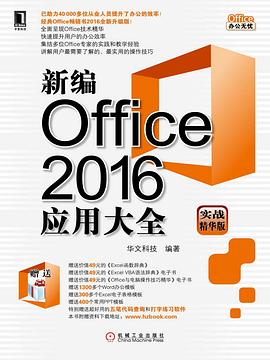 已助力40000多位从业人员提升了办公的效率!
经典Office畅销书2016全新升级版!
全面呈现Office技术精华
快速提升用户的办公效率
集结多位Office专家的实践和教学经验
讲解用户最需要了解的、最实用的操作技巧
Office
办公无忧
新编
Office
2016
应用大全
实战
精华版
华文科技 编著
赠送
赠送价值49元的《Excel函数辞典》
赠送价值49元的《Excel VBA语法辞典》电子书
赠送价值69元的《Office与电脑操作技巧精华》电子书
赠送1300多个Word办公模板
赠送300多个Excel电子表格模板
赠送400个常用PPT模板
特别赠送超好用的五笔代码查询和打字练习软件
本书附赠资料下载地址:www.hzbook.com
机械工业出版社